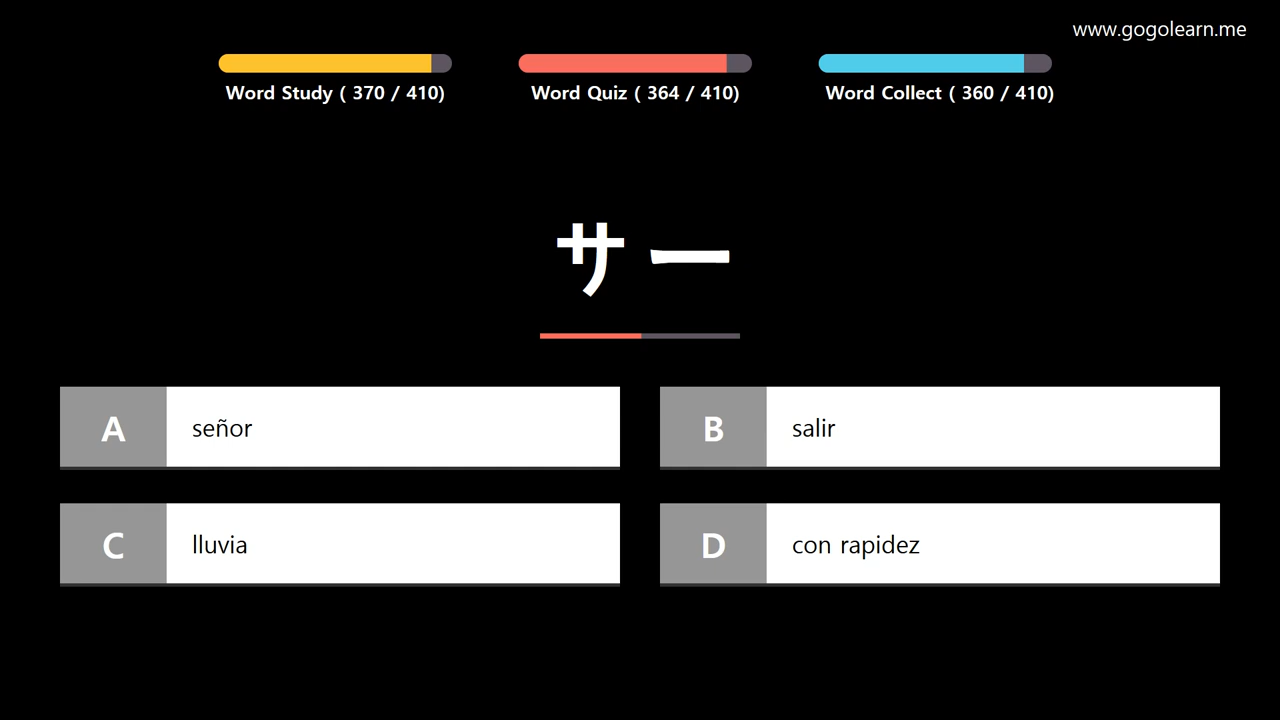 www.gogolearn.me
Word Study ( 370 / 410)
Word Quiz ( 364 / 410)
Word Collect ( 360 / 410)
サー
A señor
B salir
C lluvia
D con rapidez